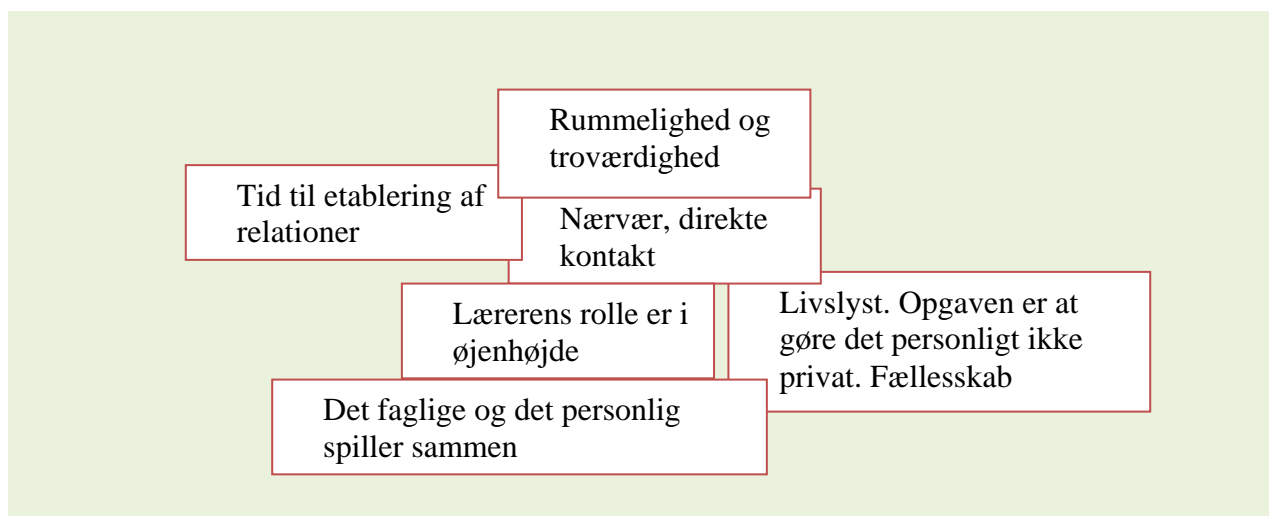 Rummelighed og
troværdighed
Tid til etablering af
relationer
Nærvær, direkte
kontakt
Lærerens rolle er i
øjenhøjde
Livslyst. Opgaven er at
gøre det personligt ikke
privat. Fællesskab
Det faglige og det personlig
spiller sammen